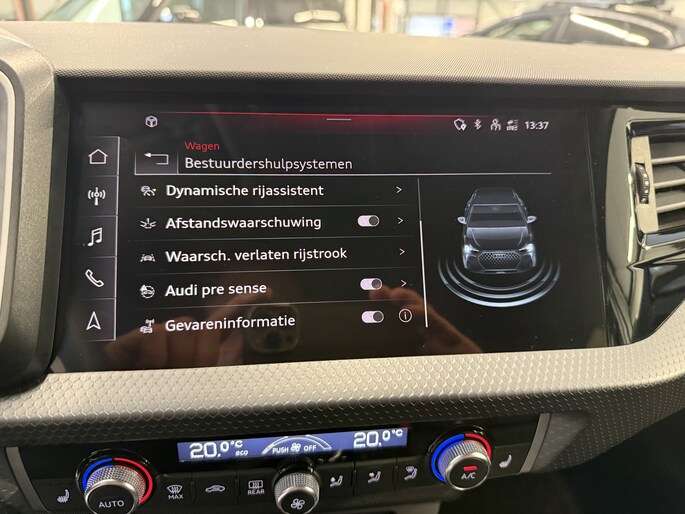 13:37
Wagen
Bestuurdershulpsystemen
Dynamische rijassistent
Afstandswaarschuwing
Waarsch. verlaten rijstrook
Audi pre sense
Gevareninformatie
20,0°C eco
PUSH OFF
20,0°C
AUTO
MAX
REAR
A/C